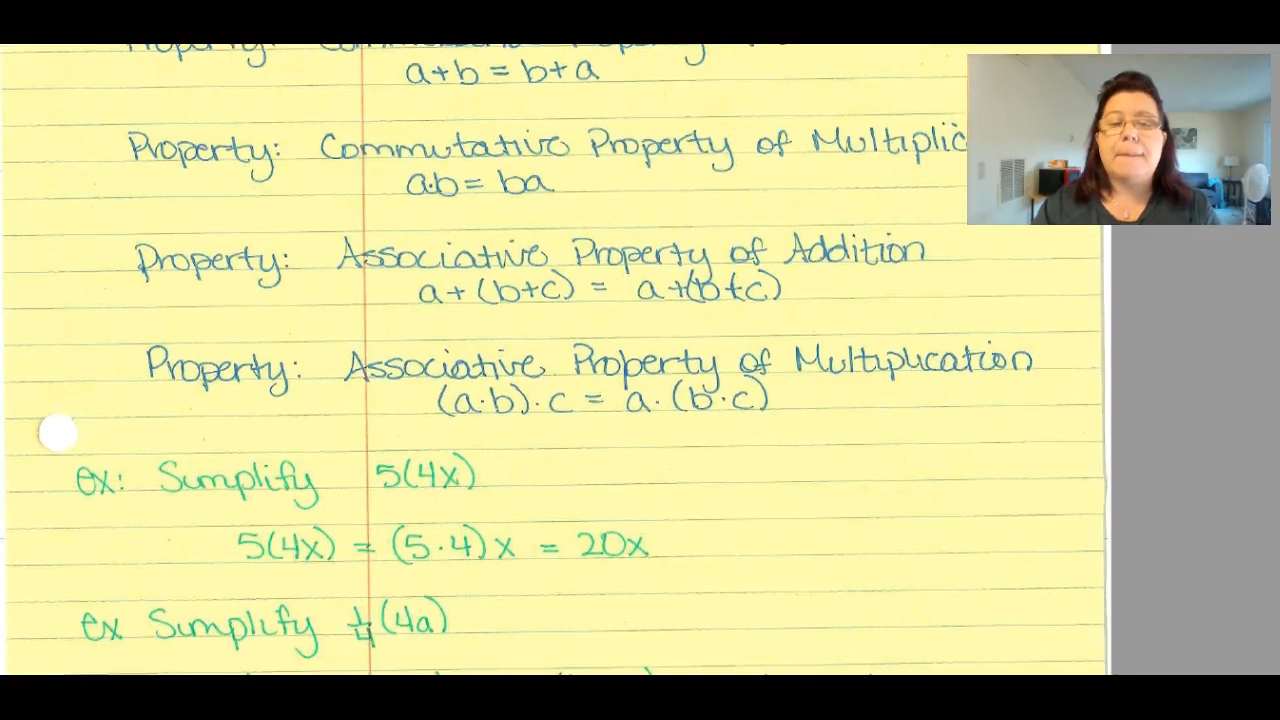 Property:
a+b = b+a
Property: Commutative Property of Multiplic
a·b = ba
Property: Associative Property of Addition
a+(b+c) = a+(b+c)
Property: Associative Property of Multiplication
(a·b)·c = a·(b·c)
ex: Simplify 5(4x)
5(4x) = (5·4)x = 20x
ex Simplify 1/4(4a)